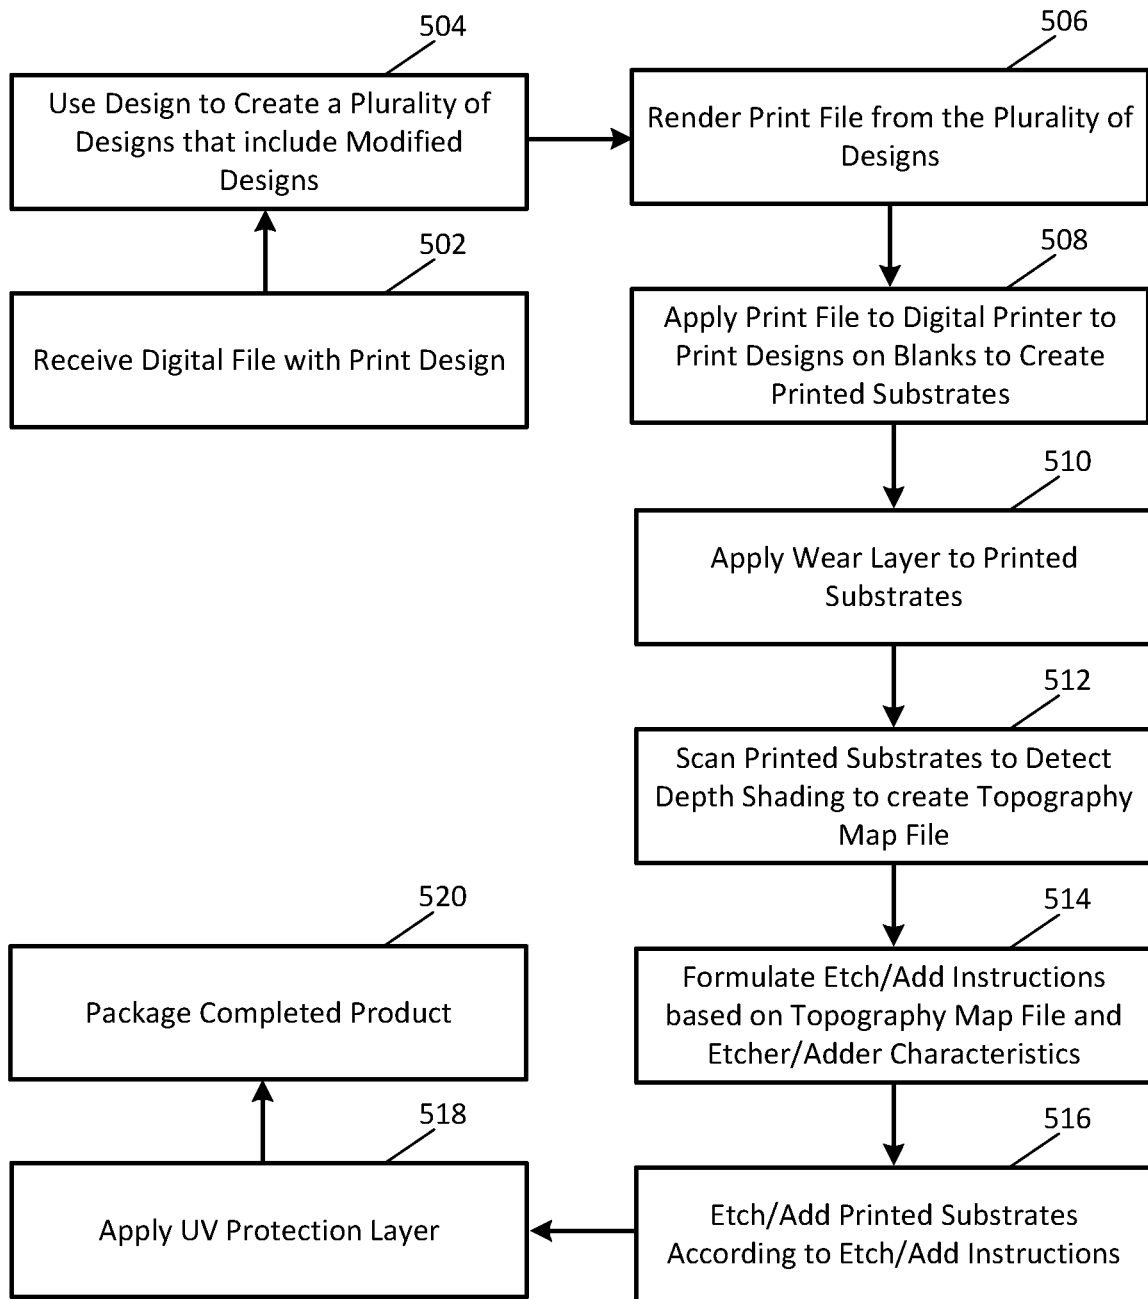 504
Use Design to Create a Plurality of
Designs that include Modified
Designs
506
Render Print File from the Plurality of
Designs
502
Receive Digital File with Print Design
508
Apply Print File to Digital Printer to
Print Designs on Blanks to Create
Printed Substrates
510
Apply Wear Layer to Printed
Substrates
512
Scan Printed Substrates to Detect
Depth Shading to create Topography
Map File
514
Formulate Etch/Add Instructions
based on Topography Map File and
Etcher/Adder Characteristics
516
Etch/Add Printed Substrates
According to Etch/Add Instructions
518
Apply UV Protection Layer
520
Package Completed Product